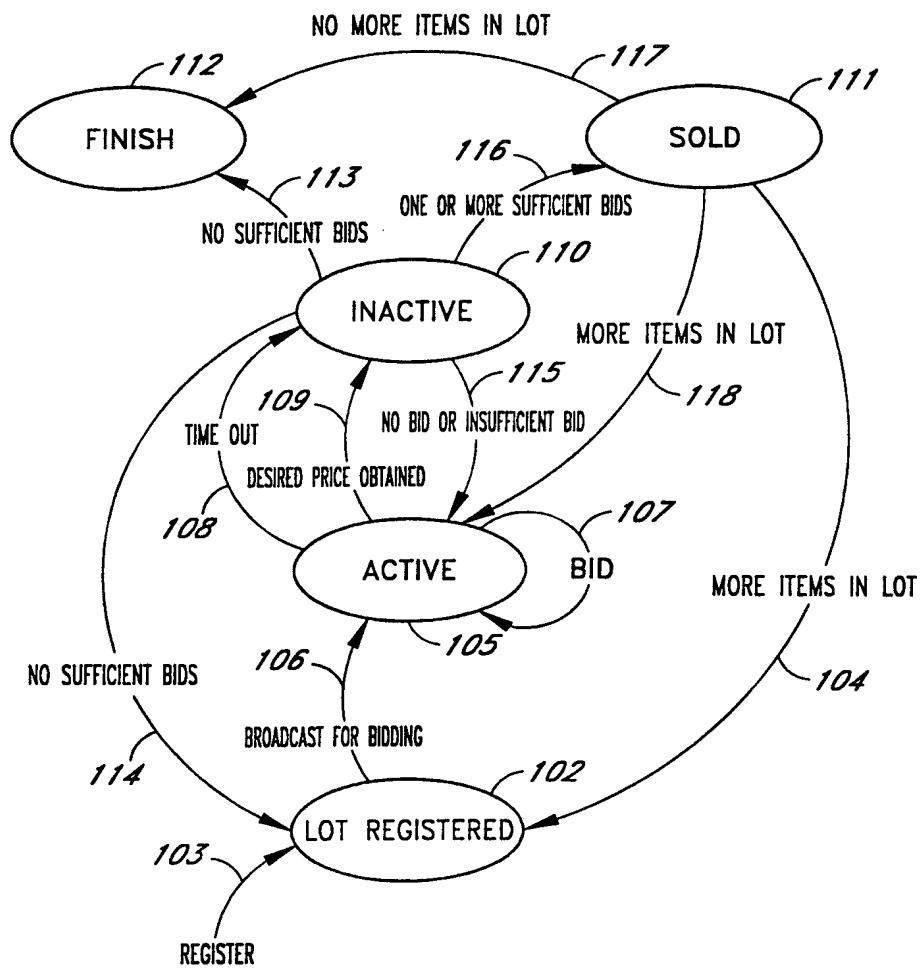 NO MORE ITEMS IN LOT
112
117
111
FINISH
SOLD
116
113
ONE OR MORE SUFFICIENT BIDS
NO SUFFICIENT BIDS
110
INACTIVE
MORE ITEMS IN LOT
115
118
109
NO BID OR INSUFFICIENT BID
TIME OUT
DESIRED PRICE OBTAINED
107
108
ACTIVE
BID
MORE ITEMS IN LOT
105
106
NO SUFFICIENT BIDS
104
BROADCAST FOR BIDDING
114
102
LOT REGISTERED
103
REGISTER